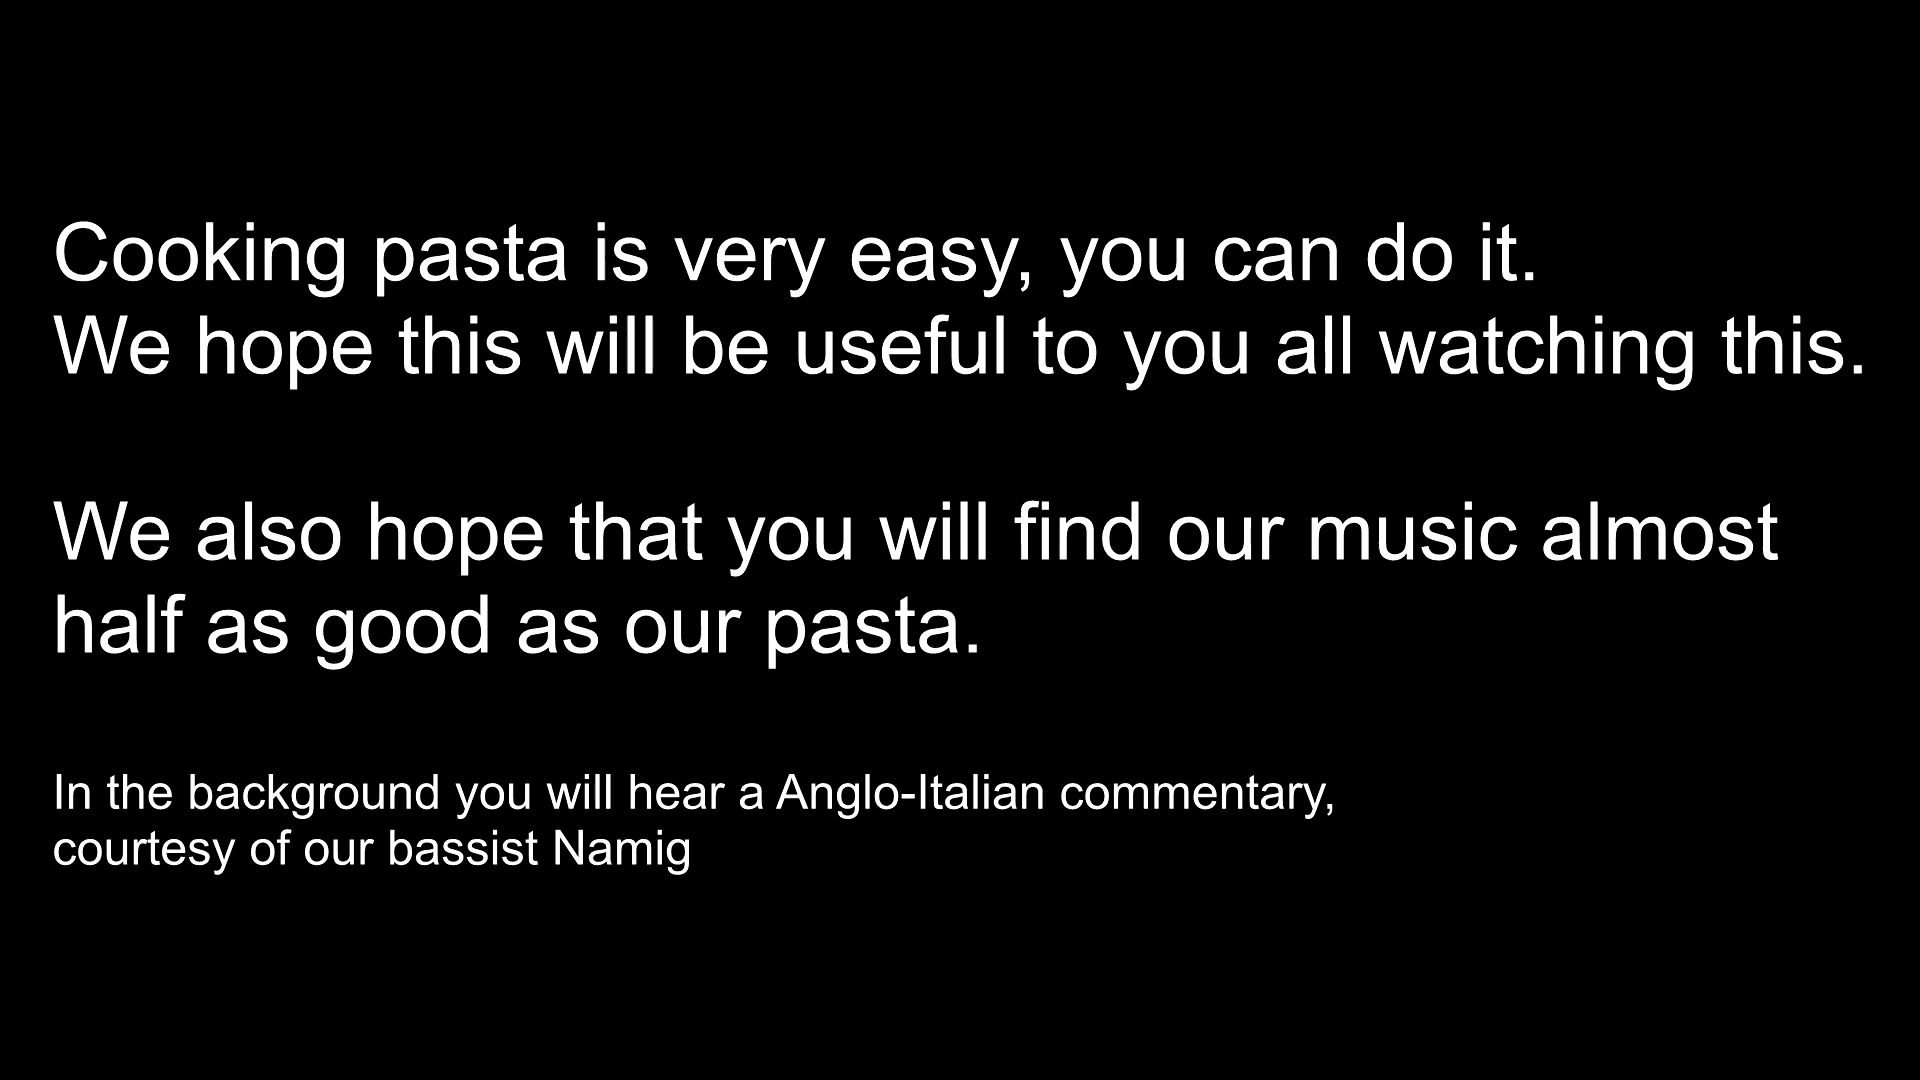 Cooking pasta is very easy, you can do it.
We hope this will be useful to you all watching this.
We also hope that you will find our music almost
half as good as our pasta.
In the background you will hear a Anglo-Italian commentary,
courtesy of our bassist Namig